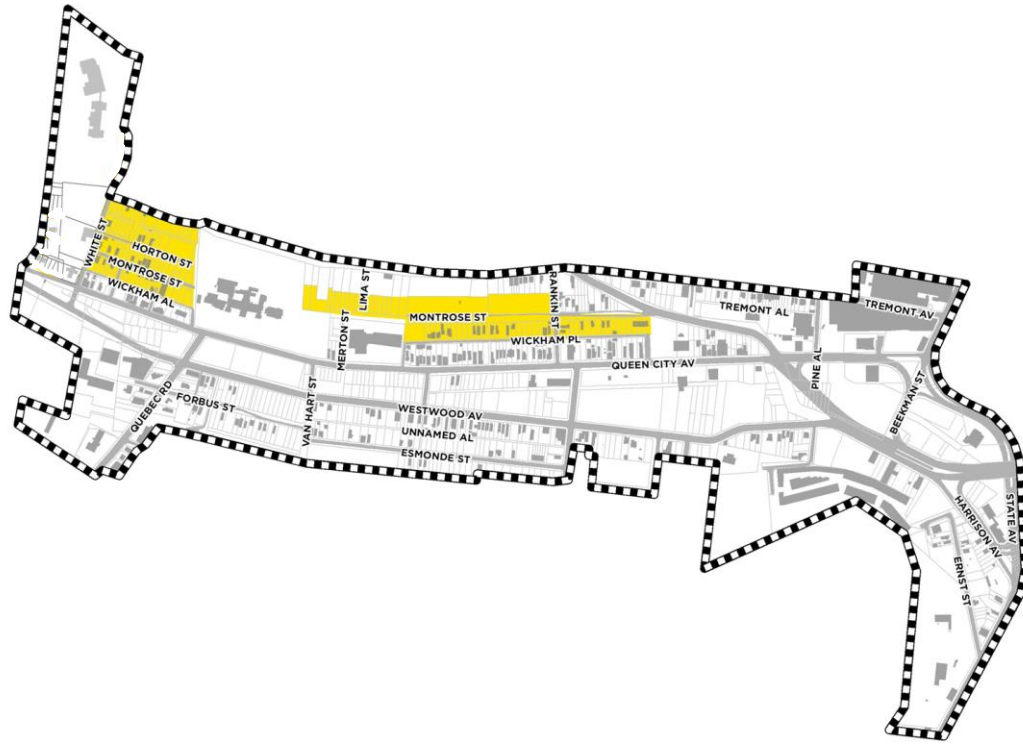 WHITE ST
HORTON ST
MONTROSE ST
WICKHAM AL
LIMA ST
MERTON ST
MONTROSE ST
RANKIN ST
WICKHAM PL
TREMONT AL
TREMONT AV
QUEEN CITY AV
PINE AL
BEEKMAN ST
QUEBEC RD
FORBUS ST
VAN HART ST
WESTWOOD AV
UNNAMED AL
ESMONDE ST
HARRISON AV
STATE AV
ERNST ST